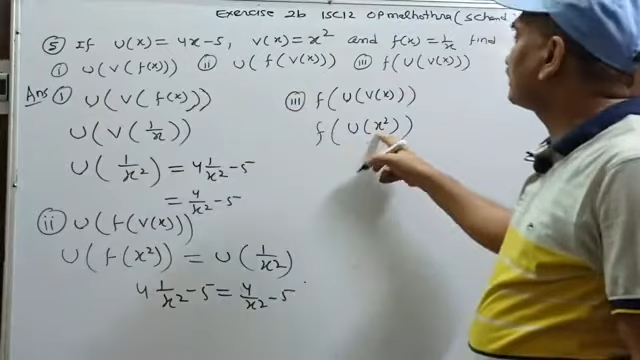 Exercise 2b ISC12 OPmalhothra (S Chand
⑤ If U(x) = 4x-5, V(x) = x² and f(x) = 1/x find
ⓘ U(V(f(x))) ⓘⓘ U(f(V(x))) ⓘⓘⓘ f(U(V(x)))
Ans ⓘ U(V(f(x)))
U(V(1/x))
U(1/x²) = 4 1/x² - 5
= 4/x² - 5
ⓘⓘ U(f(V(x)))
U(f(x²)) = U(1/x²)
4 1/x² - 5 = 4/x² - 5
ⓘⓘⓘ f(U(V(x)))
f(U(x²))